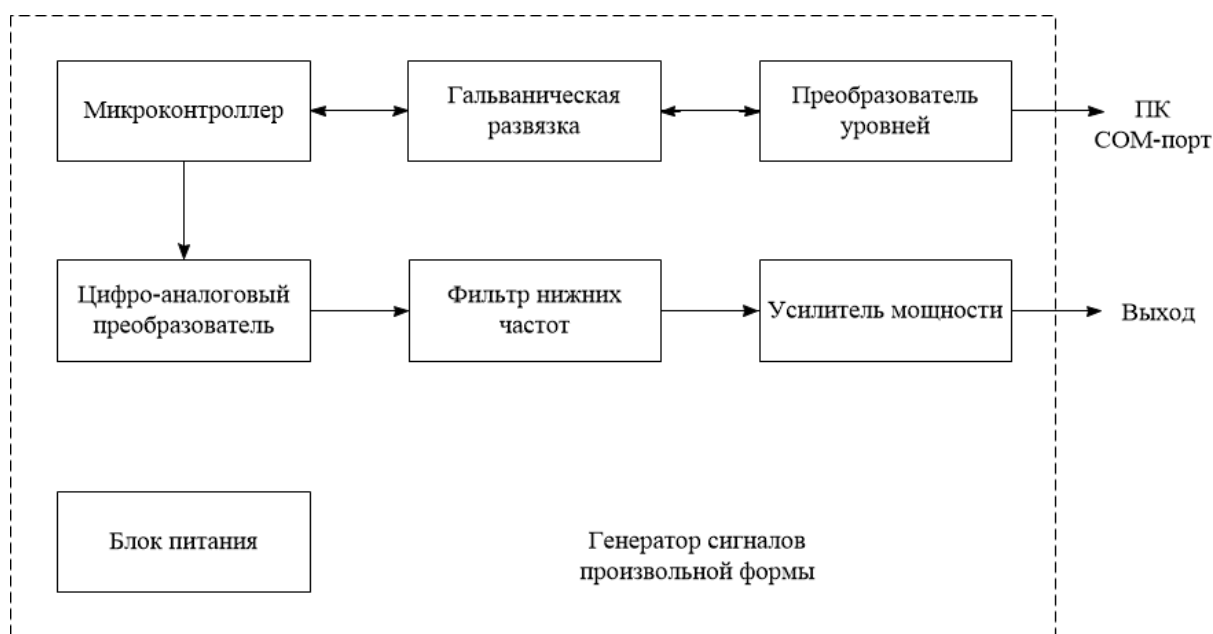 Микроконтроллер
Гальваническая
развязка
Преобразователь
уровней
ПК
COM-порт
Цифро-аналоговый
преобразователь
Фильтр нижних
частот
Усилитель мощности
Выход
Блок питания
Генератор сигналов
произвольной формы